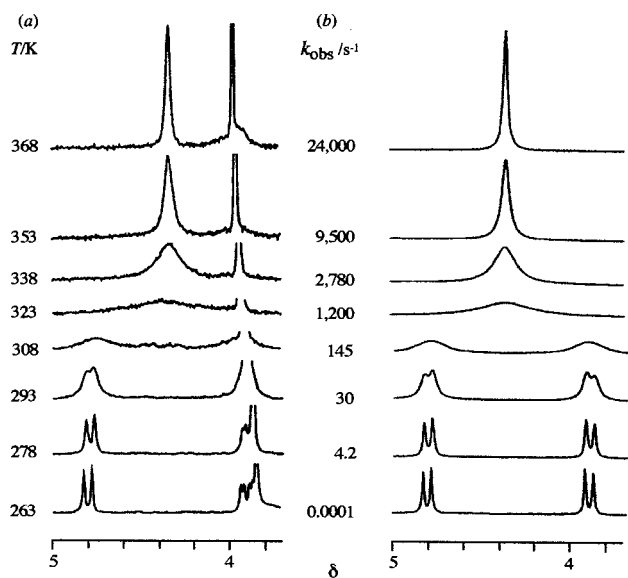 (a) (b)
T/K kobs /s-1
368 24,000
353 9,500
338 2,780
323 1,200
308 145
293 30
278 4.2
263 0.0001
5 4 5 4
δ